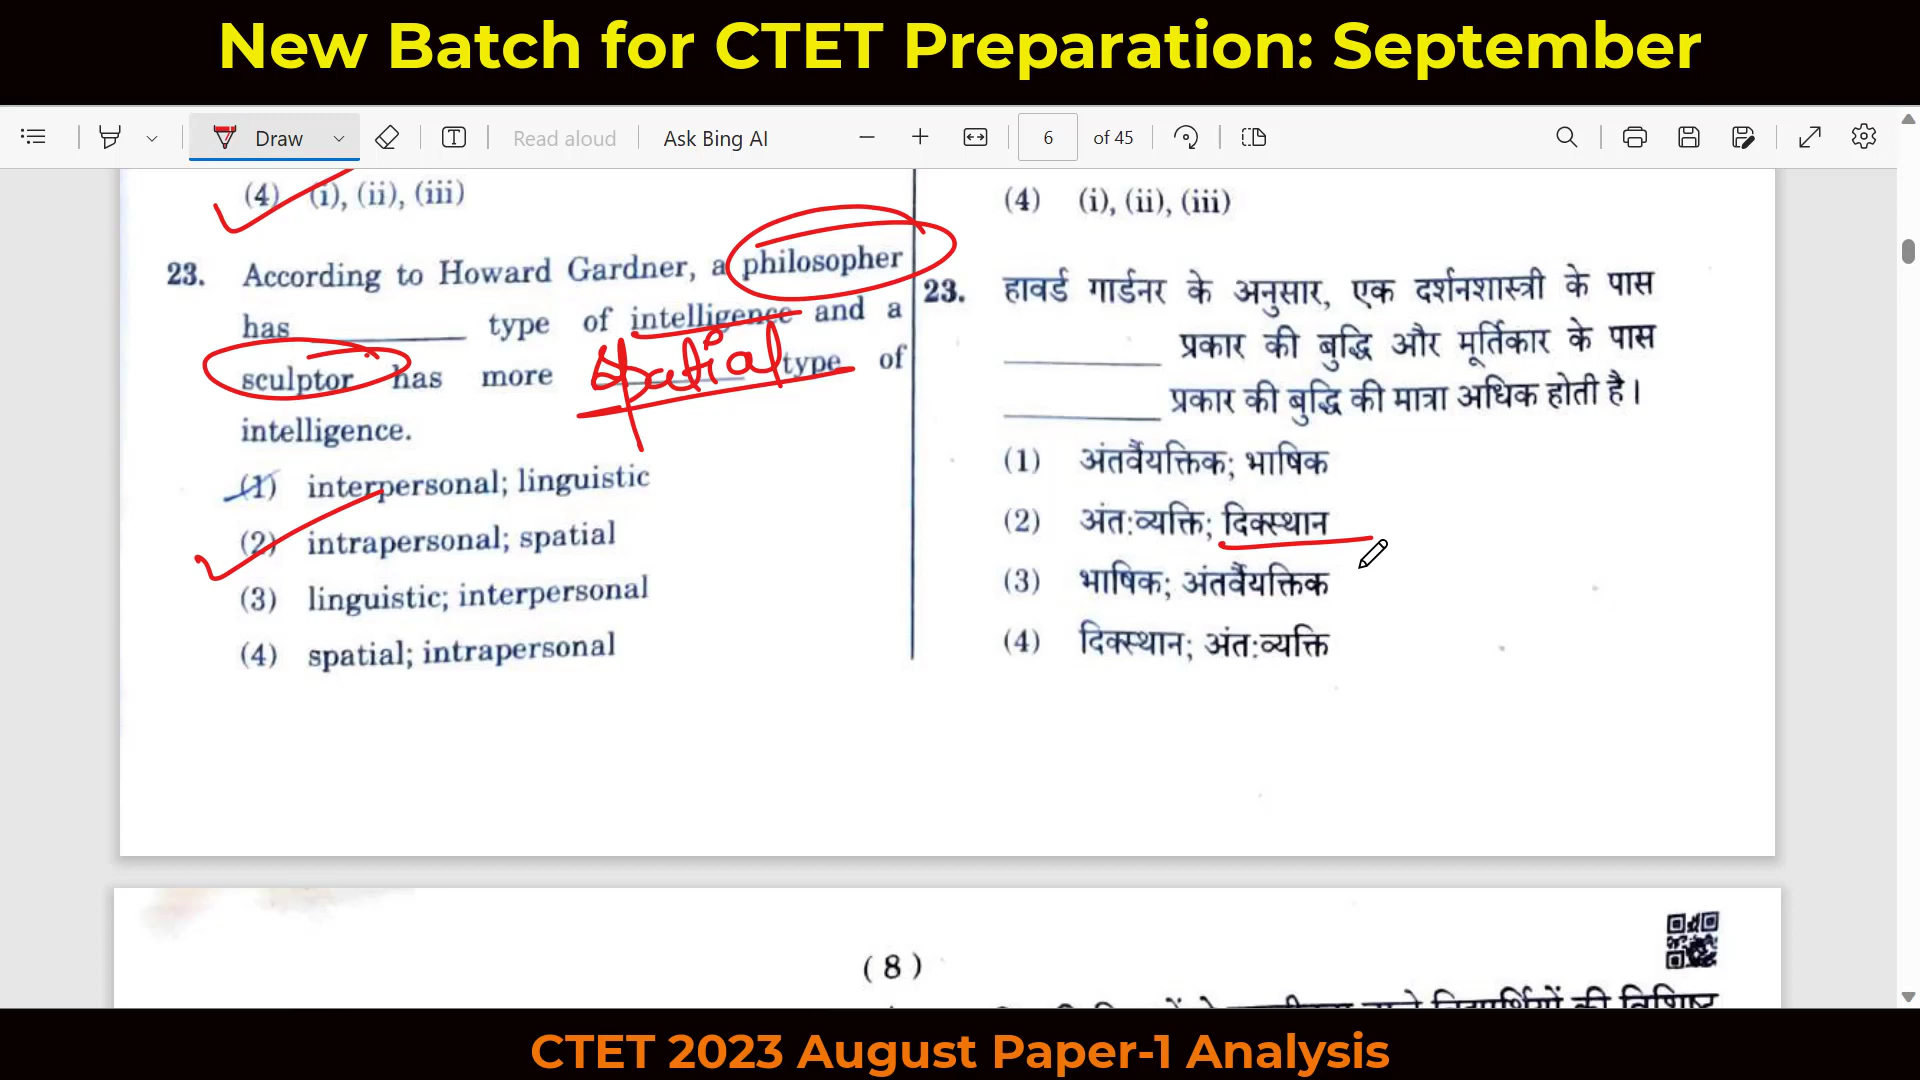 New Batch for CTET Preparation: September
Draw
Read aloud
Ask Bing AI
6
of 45
(4) (i), (ii), (iii)
23. According to Howard Gardner, a philosopher
has ________ type of intelligence and a
sculptor has more ________ type of
spatial
intelligence.
(1) interpersonal; linguistic
(2) intrapersonal; spatial
(3) linguistic; interpersonal
(4) spatial; intrapersonal
(4) (i), (ii), (iii)
23. हावर्ड गार्डनर के अनुसार, एक दर्शनशास्त्री के पास
________ प्रकार की बुद्धि और मूर्तिकार के पास
________ प्रकार की बुद्धि की मात्रा अधिक होती है।
(1) अंतर्वैयक्तिक; भाषिक
(2) अंत:व्यक्ति; दिक्स्थान
(3) भाषिक; अंतर्वैयक्तिक
(4) दिक्स्थान; अंत:व्यक्ति
( 8 )
CTET 2023 August Paper-1 Analysis